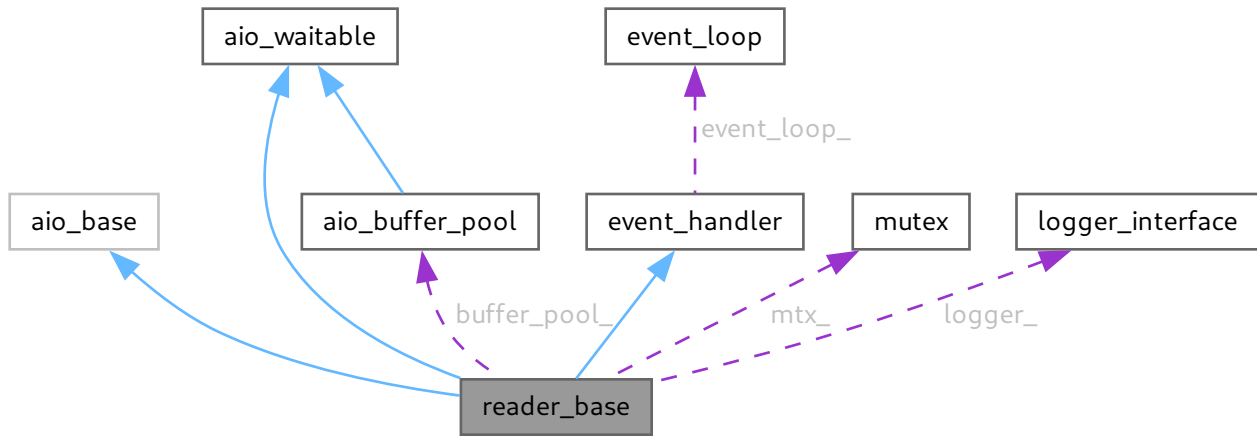 aio_waitable
event_loop
event_loop_
aio_base
aio_buffer_pool
event_handler
mutex
logger_interface
buffer_pool_
mtx_
logger_
reader_base